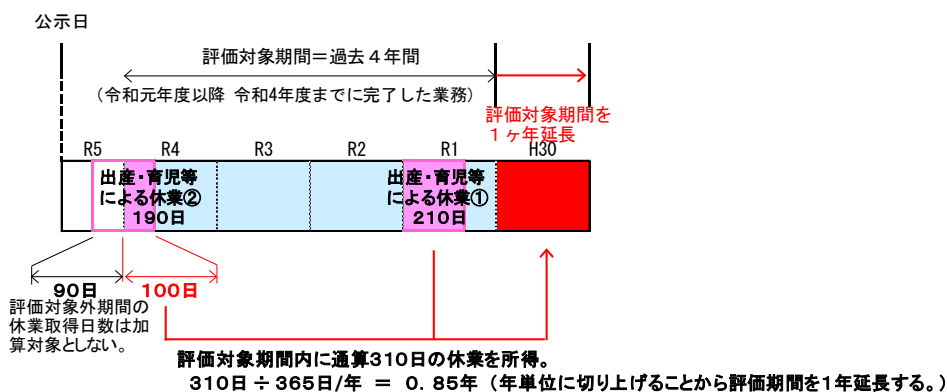 公示日
評価対象期間＝過去４年間
（令和元年度以降 令和4年度までに完了した業務）
評価対象期間を
１ヶ年延長
R5 R4 R3 R2 R1 H30
出産・育児等
による休業②
190日
出産・育児等
による休業①
210日
90日
100日
評価対象外期間の
休業取得日数は加
算対象としない。
評価対象期間内に通算310日の休業を所得。
310日÷365日/年 ＝ 0.85年（年単位に切り上げることから評価期間を1年延長する。）